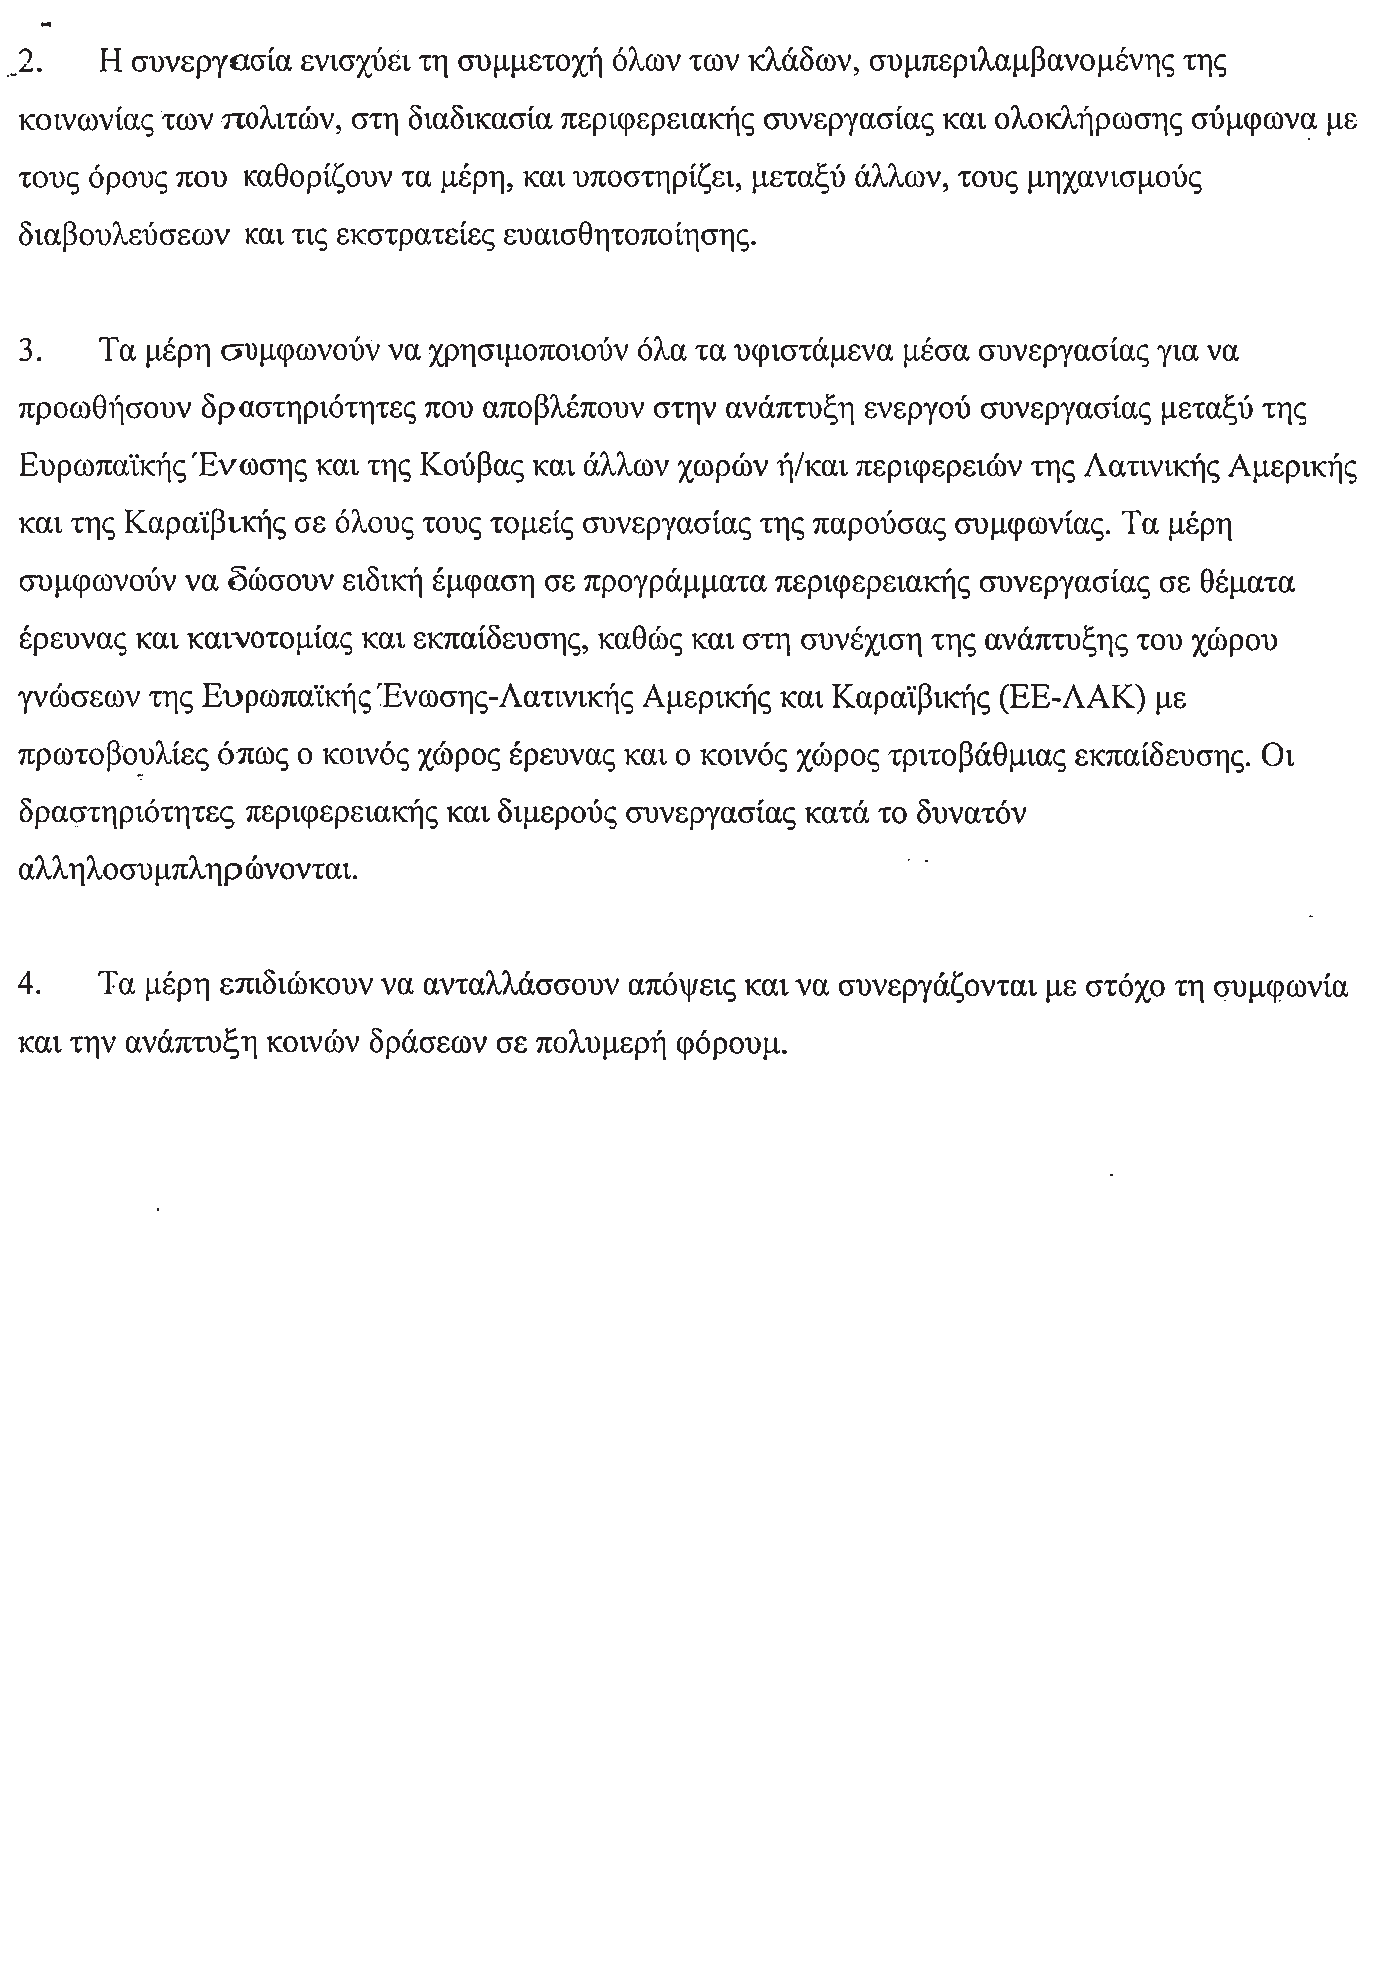 2. Η συνεργασία ενισχύει τη συμμετοχή όλων των κλάδων, συμπεριλαμβανομένης της
κοινωνίας των πολιτών, στη διαδικασία περιφερειακής συνεργασίας και ολοκλήρωσης σύμφωνα με
τους όρους που καθορίζουν τα μέρη, και υποστηρίζει, μεταξύ άλλων, τους μηχανισμούς
διαβουλεύσεων και τις εκστρατείες ευαισθητοποίησης.
3. Τα μέρη συμφωνούν να χρησιμοποιούν όλα τα υφιστάμενα μέσα συνεργασίας για να
προωθήσουν δραστηριότητες που αποβλέπουν στην ανάπτυξη ενεργού συνεργασίας μεταξύ της
Ευρωπαϊκής Ένωσης και της Κούβας και άλλων χωρών ή/και περιφερειών της Λατινικής Αμερικής
και της Καραϊβικής σε όλους τους τομείς συνεργασίας της παρούσας συμφωνίας. Τα μέρη
συμφωνούν να δώσουν ειδική έμφαση σε προγράμματα περιφερειακής συνεργασίας σε θέματα
έρευνας και καινοτομίας και εκπαίδευσης, καθώς και στη συνέχιση της ανάπτυξης του χώρου
γνώσεων της Ευρωπαϊκής Ένωσης-Λατινικής Αμερικής και Καραϊβικής (ΕΕ-ΛΑΚ) με
πρωτοβουλίες όπως ο κοινός χώρος έρευνας και ο κοινός χώρος τριτοβάθμιας εκπαίδευσης. Οι
δραστηριότητες περιφερειακής και διμερούς συνεργασίας κατά το δυνατόν
αλληλοσυμπληρώνονται.
4. Τα μέρη επιδιώκουν να ανταλλάσσουν απόψεις και να συνεργάζονται με στόχο τη συμφωνία
και την ανάπτυξη κοινών δράσεων σε πολυμερή φόρουμ.